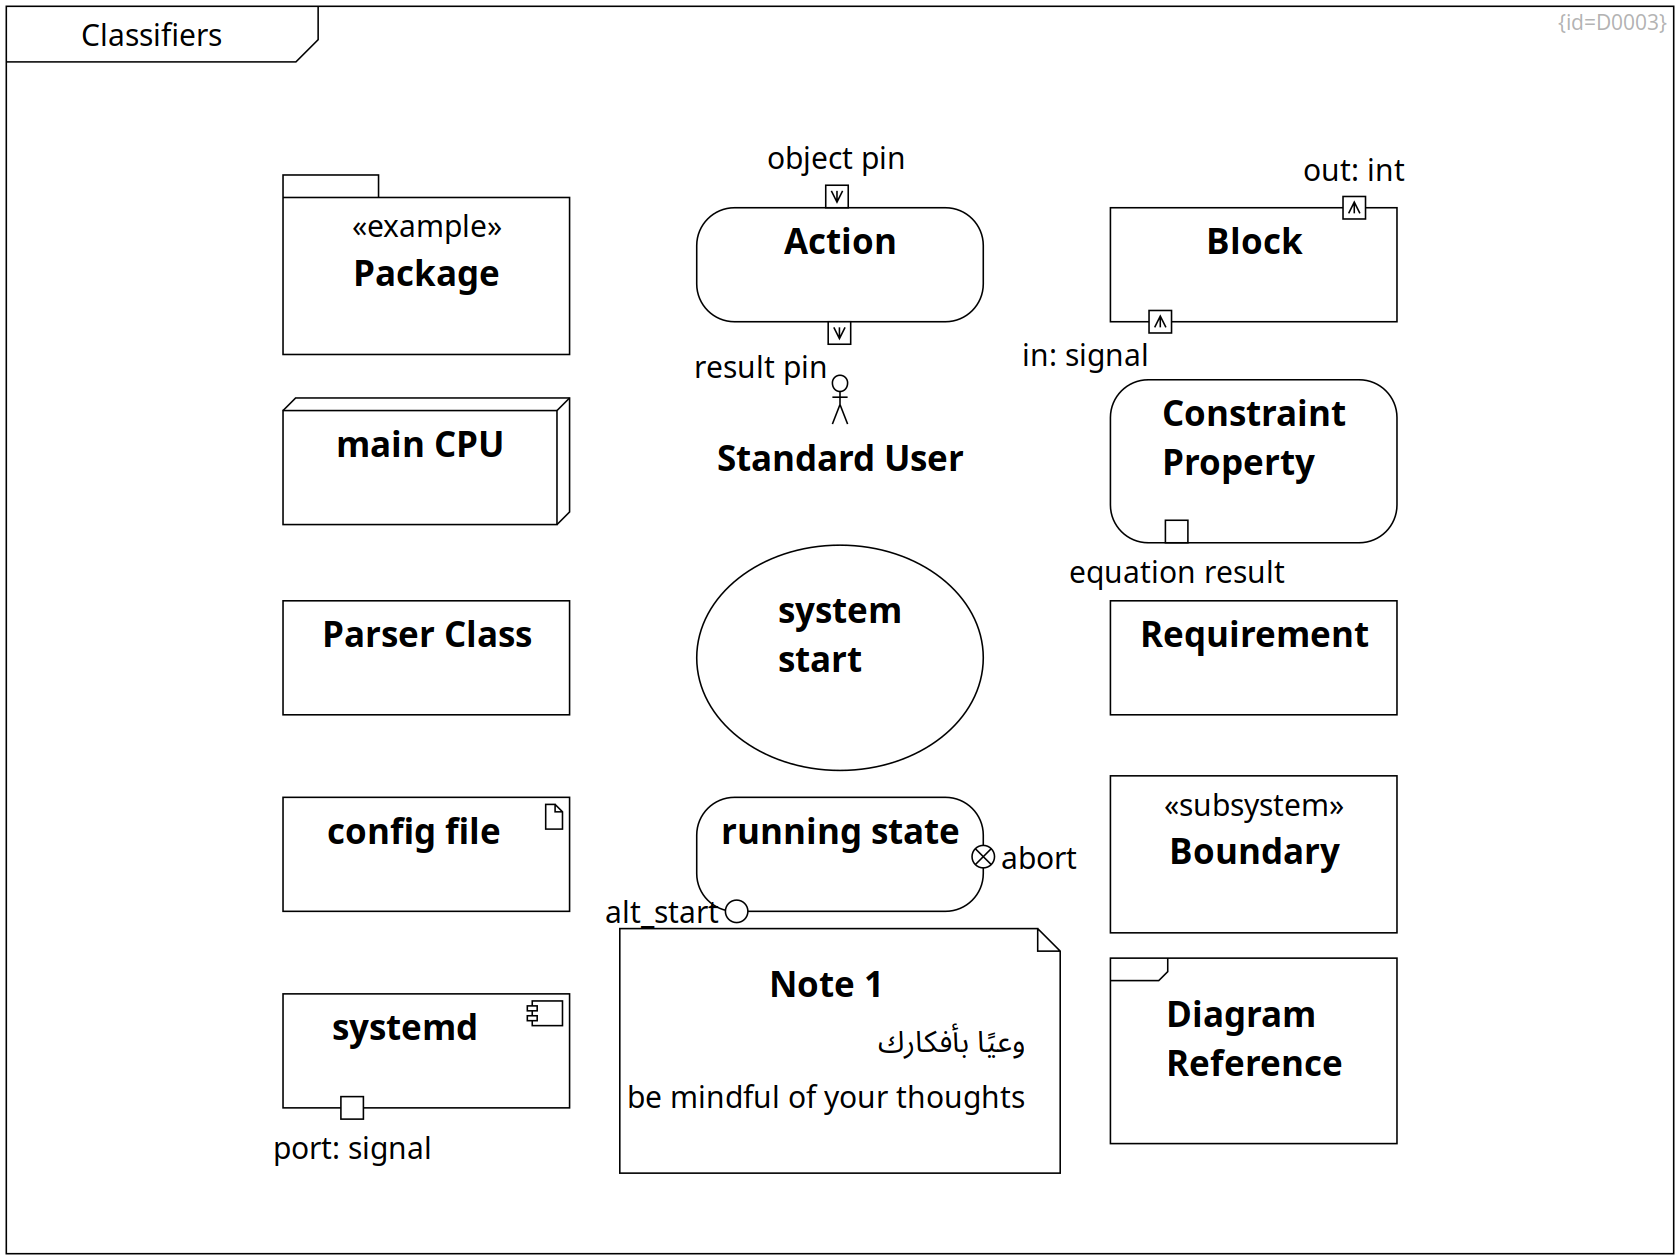 Classifiers
{id=D0003}
«example»
Package
main CPU
Parser Class
config file
systemd
port: signal
object pin
Action
result pin
Standard User
system
start
running state
abort
alt_start
Note 1
وعيًا بأفكارك
be mindful of your thoughts
out: int
Block
in: signal
Constraint
Property
equation result
Requirement
«subsystem»
Boundary
Diagram
Reference